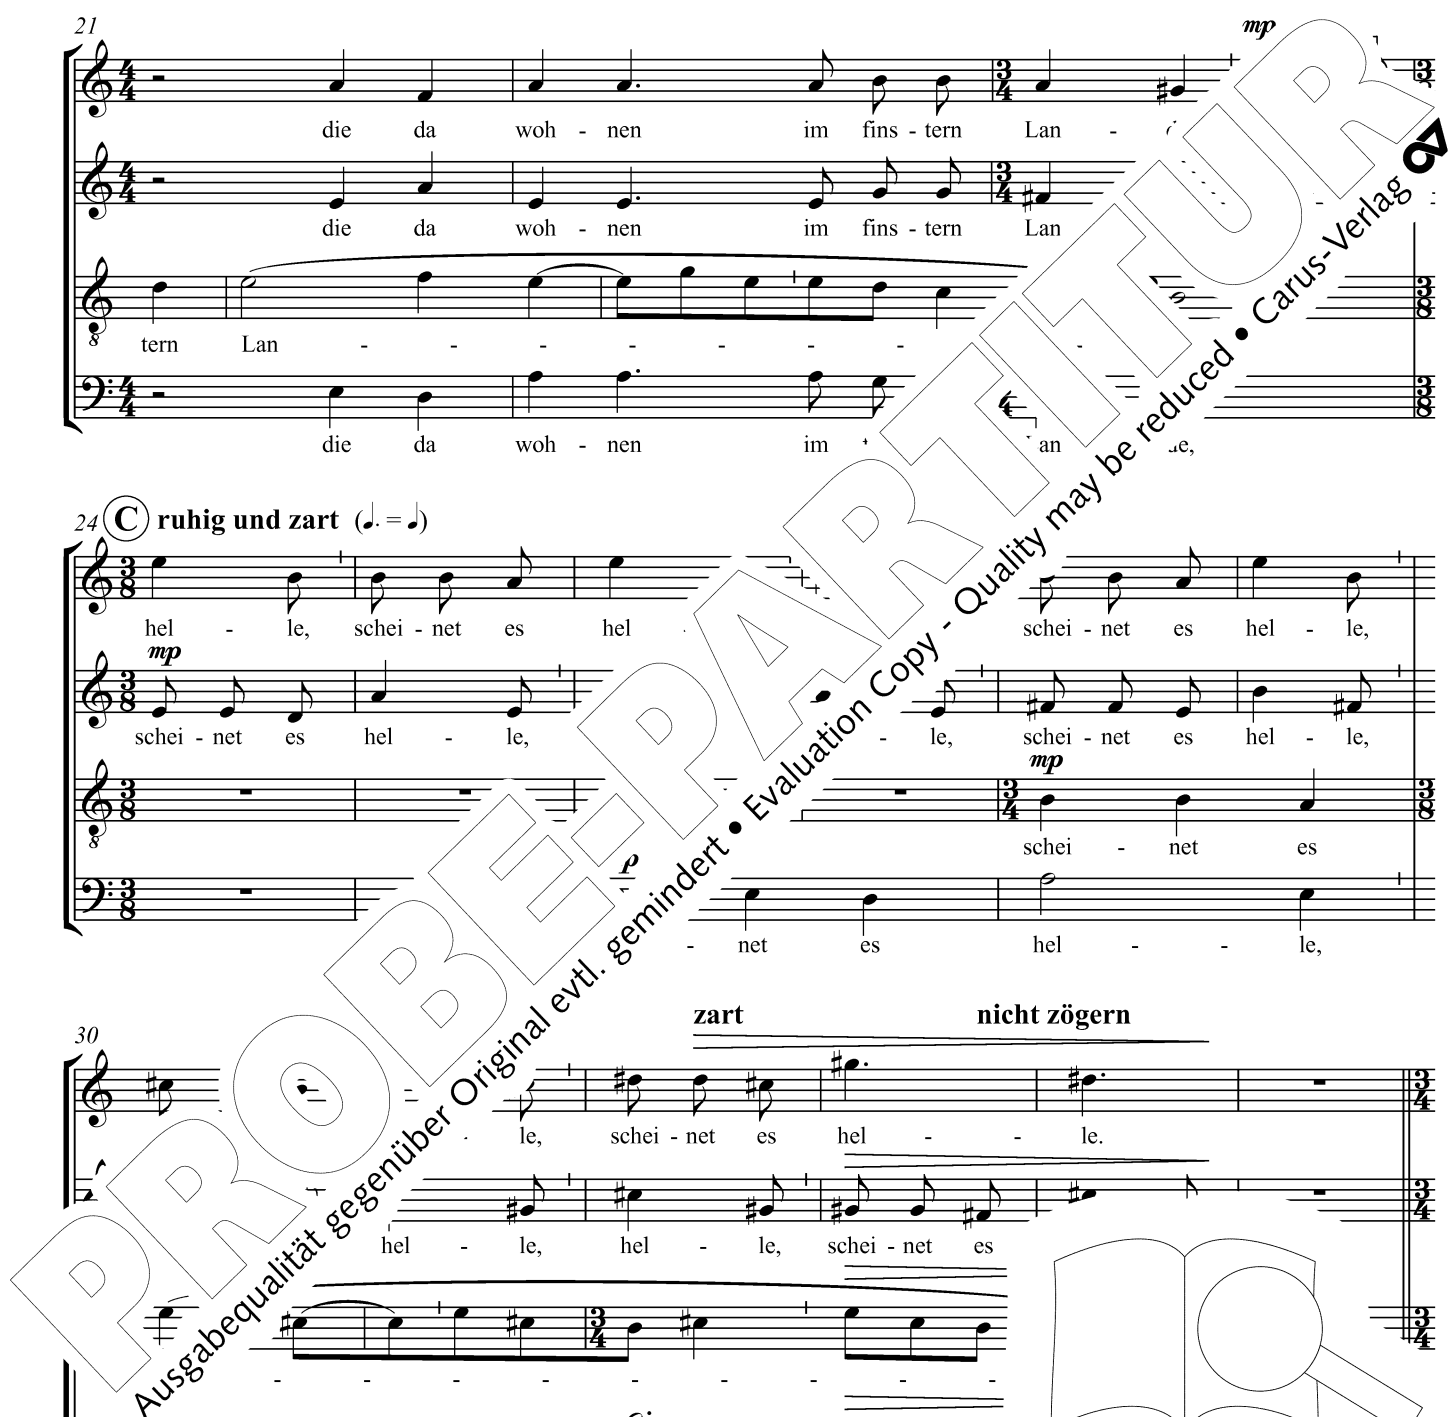 21
mp
die da woh - nen im fins - tern Lan -
die da woh - nen im fins - tern Lan
tern Lan - - - - - - - -
die da woh - nen im
24 C ruhig und zart
hel - le, schei - net es hel schei - net es hel - le,
mp
schei - net es hel - le, - le, schei - net es hel - le,
mp
schei - net es
- net es hel - - le,
zart nicht zögern
30
le, schei - net es hel - - le.
hel - le, hel - le, schei - net es
- - - - - - - - -
PROBE-PARTITUR
Ausgabequalität gegenüber Original evtl. gemindert • Evaluation Copy - Quality may be reduced • Carus-Verlag